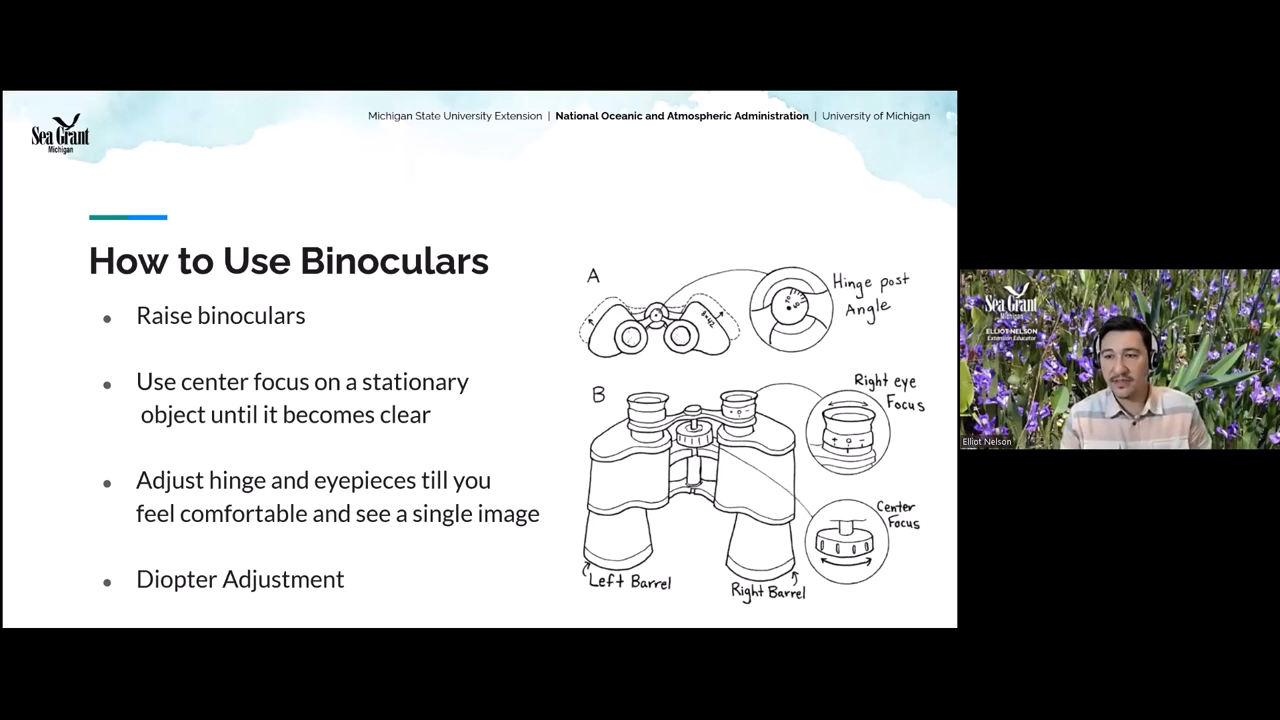 Sea Grant
Michigan
Michigan State University Extension | National Oceanic and Atmospheric Administration | University of Michigan
How to Use Binoculars
• Raise binoculars
• Use center focus on a stationary
object until it becomes clear
• Adjust hinge and eyepieces till you
feel comfortable and see a single image
• Diopter Adjustment
A
8x42
Hinge post
Angle
B
Right eye
Focus
+ o -
Center
Focus
Left Barrel
Right Barrel
Sea Grant
Michigan
ELLIOT NELSON
Extension Educator
Elliot Nelson